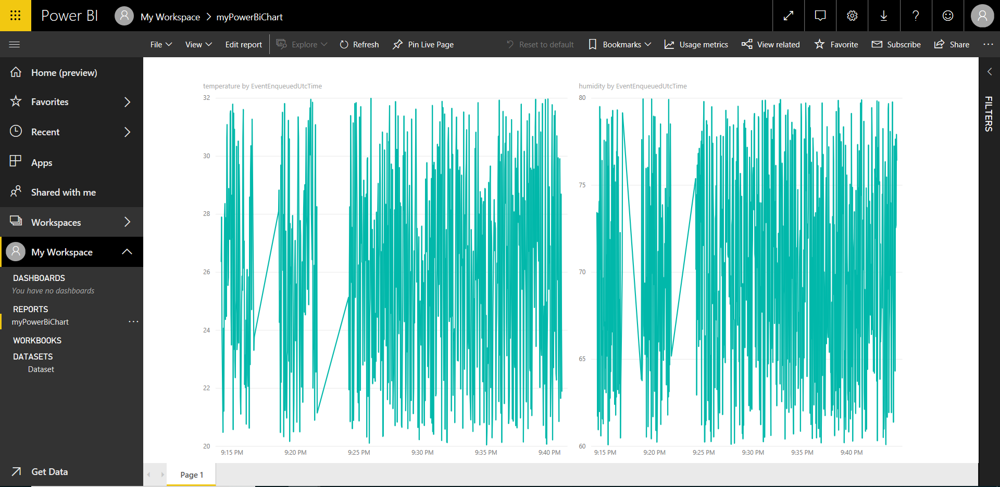 Power BI
My Workspace > myPowerBiChart
?
File View Edit report Explore Refresh Pin Live Page Reset to default Bookmarks Usage metrics View related Favorite Subscribe Share ...
Home (preview)
Favorites
Recent
Apps
Shared with me
Workspaces
My Workspace
DASHBOARDS
You have no dashboards
REPORTS
myPowerBiChart ...
WORKBOOKS
DATASETS
Dataset
Get Data
temperature by EventEnqueuedUtcTime
32
30
28
26
24
22
20
9:15 PM 9:20 PM 9:25 PM 9:30 PM 9:35 PM 9:40 PM
humidity by EventEnqueuedUtcTime
80
75
70
65
60
9:15 PM 9:20 PM 9:25 PM 9:30 PM 9:35 PM 9:40 PM
FILTERS
Page 1